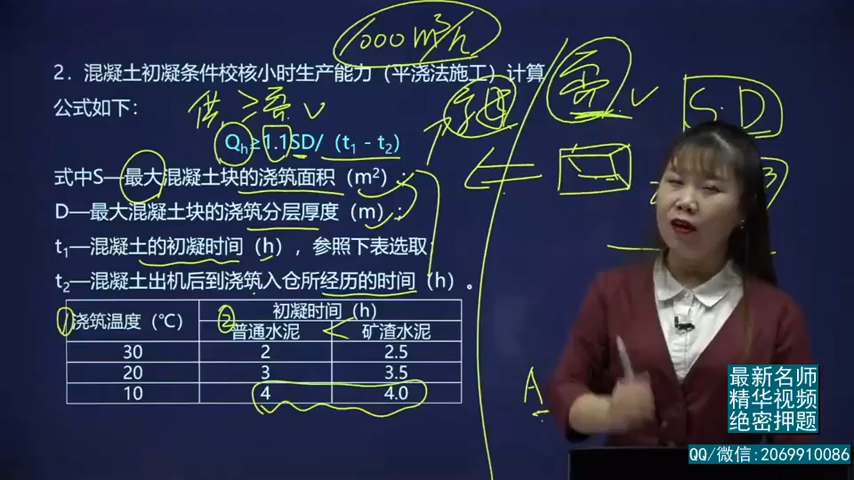 1000m³/h
2．混凝土初凝条件校核小时生产能力（平浇法施工）计算
公式如下：
Qh≥1.1SD/（t₁ - t₂）
S.D
式中S—最大混凝土块的浇筑面积（m²）；
D—最大混凝土块的浇筑分层厚度（m）；
t₁—混凝土的初凝时间（h），参照下表选取；
t₂—混凝土出机后到浇筑入仓所经历的时间（h）。
浇筑温度（℃） 初凝时间（h）
普通水泥 矿渣水泥
30 2 2.5
20 3 3.5
10 4 4.0
A
最新名师
精华视频
绝密押题
QQ/微信:2069910086